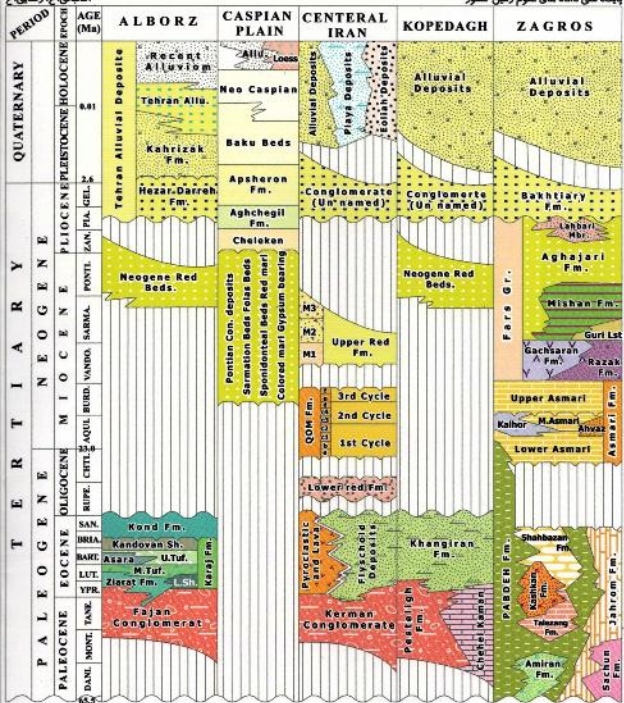 PERIOD
EPOCH
AGE
(Ma)
ALBORZ
CASPIAN
PLAIN
CENTERAL
IRAN
KOPEDAGH
ZAGROS
QUATERNARY
HOLOCENE
PLEISTOCENE
0.01
2.6
TERTIARY
NEOGENE
PLIOCENE
GEL.
PIA.
ZAN.
MIOCENE
PONTI.
SARMA.
VANDO.
BURD.
AQUI.
23.0
PALEOGENE
OLIGOCENE
CHTL.
RUPE.
EOCENE
SAN.
BRIA.
BART.
LUT.
YPR.
PALEOCENE
TANE.
MONT.
DANI.
65.5
Tehran Alluvial Deposite
Recent
Alluviom
Tehran Allu.
Kahrizak
Fm.
Hezar-Darreh
Fm.
Neogene Red
Beds.
Kond Fm.
Kandovan Sh.
Asara
U.Tuf.
M.Tuf.
Ziarat Fm.
L.Sh.
Karaj Fm.
Fajan
Conglomerat
Allu.
Loess
Neo Caspian
Baku Beds
Apsheron
Fm.
Aghchegil
Fm.
Cheleken
Pontian Con. deposits
Sarmation Beds Folas Beds
Sponidonteal Beds Red marl
Colored marl Gypsum bearing
Alluvial Deposits
Playa Deposits
Eoliah Deposits
Conglomerate
(Un named)
M3
M2
M1
Upper Red
Fm.
QOM Fm.
3rd Cycle
2nd Cycle
1st Cycle
Lower red Fm.
Pyroclastic
and Lava
Flyschoid
Deposits
Kerman
Conglomerate
Alluvial
Deposits
Conglomerte
(Un named)
Neogene Red
Beds.
Khangiran
Fm.
Pesteligh
Fm.
Chehel Kaman
Alluvial
Deposits
Bakhtiary
Fm.
Fars Gr.
Lahbari
Mbr.
Aghajari
Fm.
Mishan Fm.
Guri Lst
Gachsaran
Fm.
Razak
Fm.
Upper Asmari
Kalhor
M.Asmari
Ahvaz
Lower Asmari
Asmari Fm.
PABDEH Fm.
Shahbazan
Fm.
Kashkan
Fm.
Talezang
Fm.
Amiran
Fm.
Jahrom Fm.
Sachun
Fm.